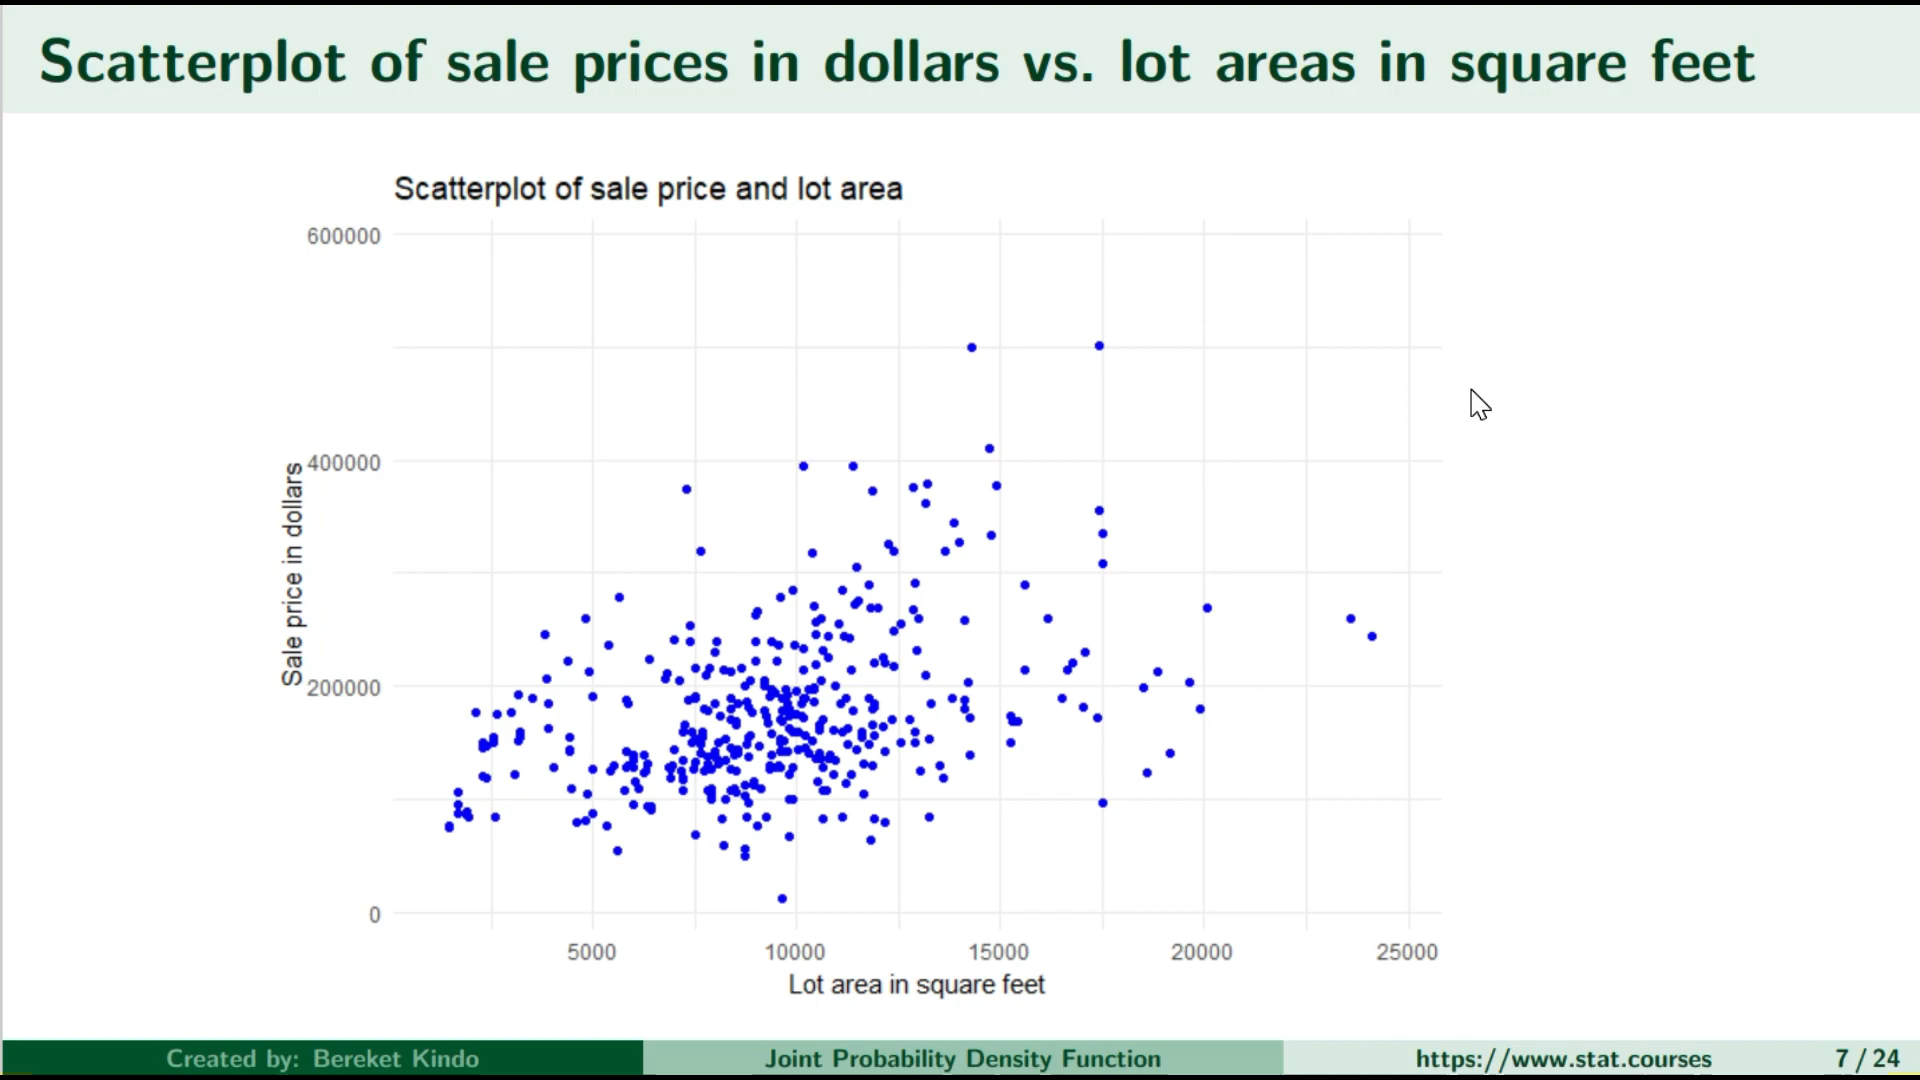 Scatterplot of sale prices in dollars vs. lot areas in square feet
Scatterplot of sale price and lot area
600000
400000
200000
0
Sale price in dollars
5000 10000 15000 20000 25000
Lot area in square feet
Created by: Bereket Kindo Joint Probability Density Function https://www.stat.courses 7 / 24